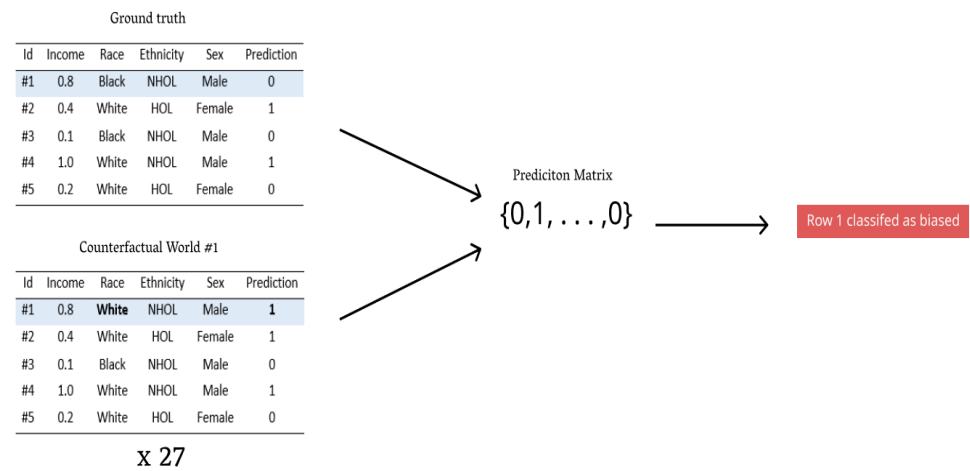 Ground truth
Id Income Race Ethnicity Sex Prediction
#1 0.8 Black NHOL Male 0
#2 0.4 White HOL Female 1
#3 0.1 Black NHOL Male 0
#4 1.0 White NHOL Male 1
#5 0.2 White HOL Female 0
Counterfactual World #1
Id Income Race Ethnicity Sex Prediction
#1 0.8 White NHOL Male 1
#2 0.4 White HOL Female 1
#3 0.1 Black NHOL Male 0
#4 1.0 White NHOL Male 1
#5 0.2 White HOL Female 0
x 27
Prediciton Matrix
{0,1, . . . ,0}
Row 1 classifed as biased